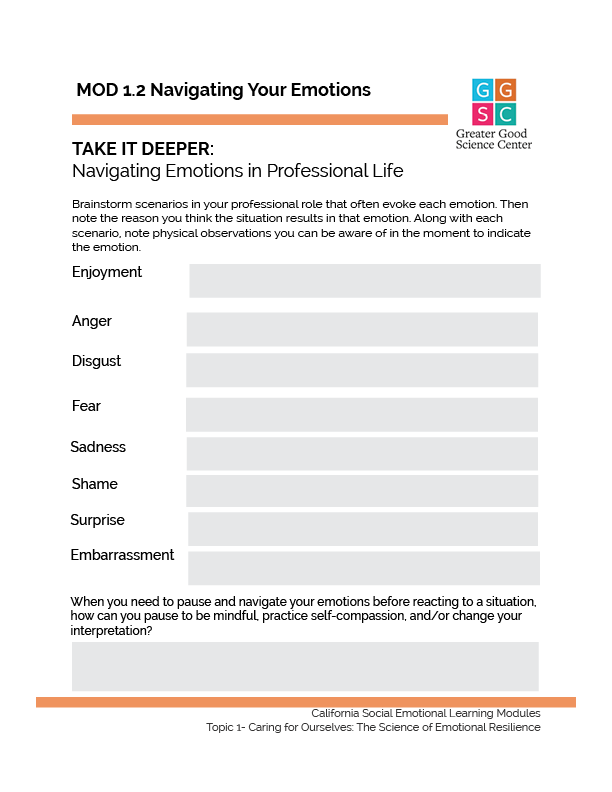 MOD 1.2 Navigating Your Emotions
G G
S C
Greater Good
Science Center
TAKE IT DEEPER:
Navigating Emotions in Professional Life
Brainstorm scenarios in your professional role that often evoke each emotion. Then
note the reason you think the situation results in that emotion. Along with each
scenario, note physical observations you can be aware of in the moment to indicate
the emotion.
Enjoyment
Anger
Disgust
Fear
Sadness
Shame
Surprise
Embarrassment
When you need to pause and navigate your emotions before reacting to a situation,
how can you pause to be mindful, practice self-compassion, and/or change your
interpretation?
California Social Emotional Learning Modules
Topic 1- Caring for Ourselves: The Science of Emotional Resilience